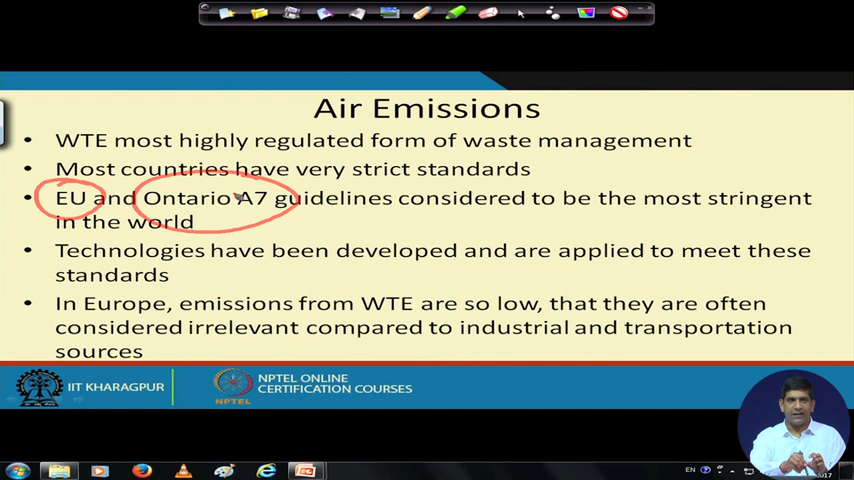 Air Emissions
• WTE most highly regulated form of waste management
• Most countries have very strict standards
• EU and Ontario A7 guidelines considered to be the most stringent
in the world
• Technologies have been developed and are applied to meet these
standards
• In Europe, emissions from WTE are so low, that they are often
considered irrelevant compared to industrial and transportation
sources
IIT KHARAGPUR
NPTEL
NPTEL ONLINE
CERTIFICATION COURSES
EN